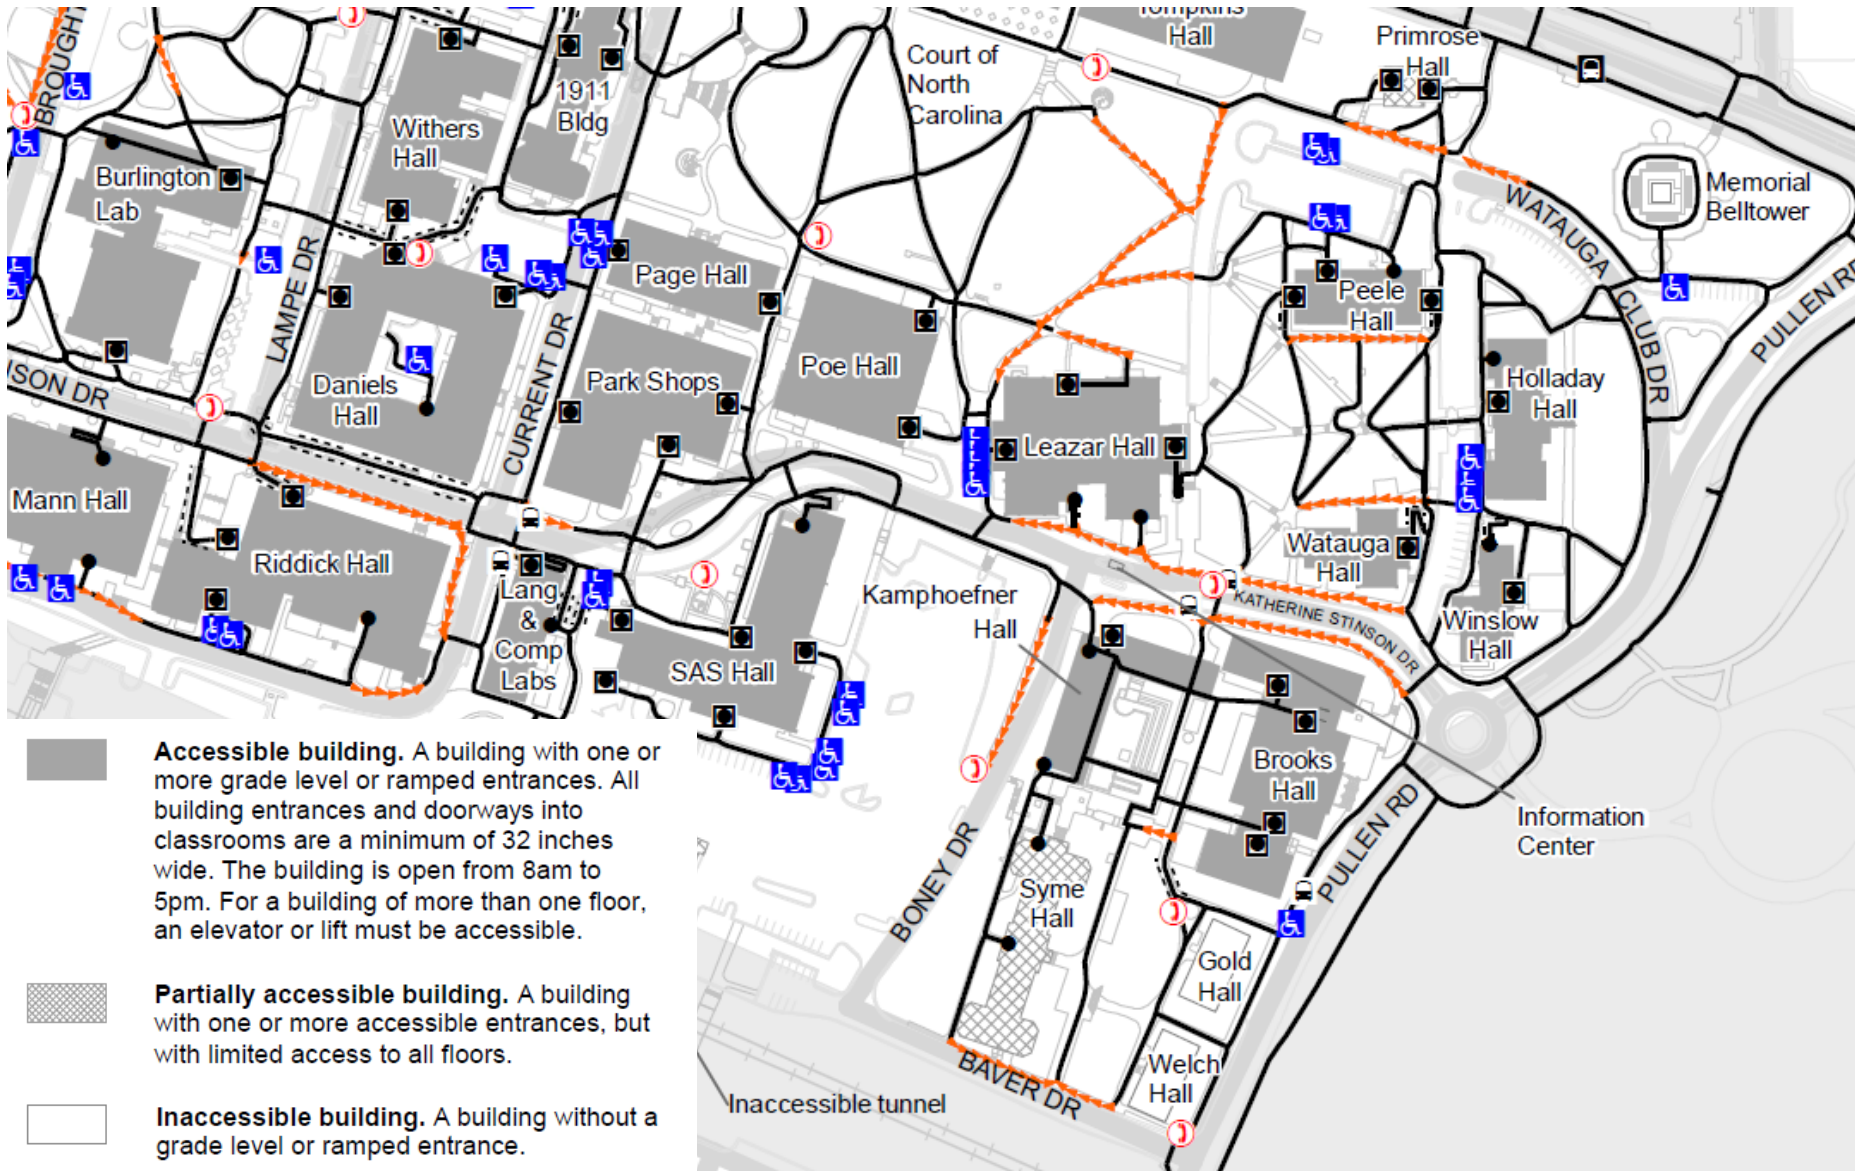 Tompkins
Hall
Primrose
Hall
Court of
North
Carolina
BROUGH
1911
Bldg
Withers
Hall
Burlington
Lab
Memorial
Belltower
WATAUGA
CLUB DR
PULLEN RD
LAMPE DR
Page Hall
Peele
Hall
CURRENT DR
Park Shops
Poe Hall
Holladay
Hall
NSON DR
Daniels
Hall
Leazar Hall
Mann Hall
Riddick Hall
Watauga
Hall
Lang
&
Comp
Labs
Kamphoefner
Hall
KATHERINE STINSON DR
Winslow
Hall
SAS Hall
Brooks
Hall
Information
Center
PULLEN RD
BONEY DR
Syme
Hall
Gold
Hall
Welch
Hall
BAVER DR
Inaccessible tunnel
Accessible building. A building with one or
more grade level or ramped entrances. All
building entrances and doorways into
classrooms are a minimum of 32 inches
wide. The building is open from 8am to
5pm. For a building of more than one floor,
an elevator or lift must be accessible.
Partially accessible building. A building
with one or more accessible entrances, but
with limited access to all floors.
Inaccessible building. A building without a
grade level or ramped entrance.